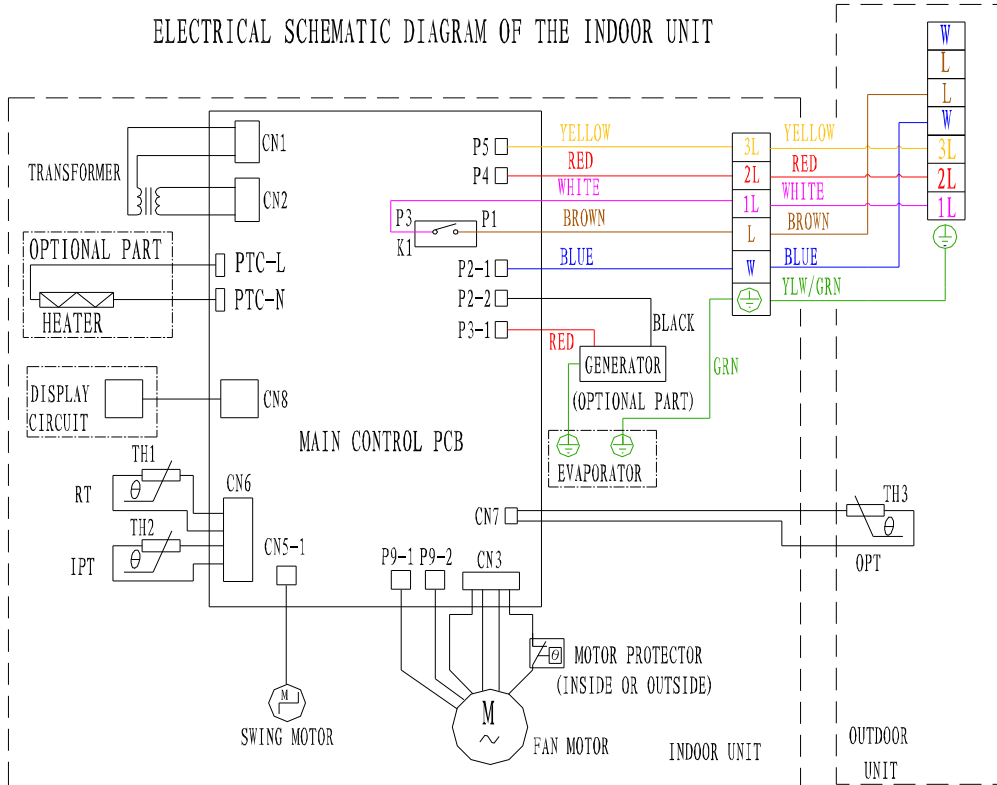 ELECTRICAL SCHEMATIC DIAGRAM OF THE INDOOR UNIT
W
L
L
W
3L
2L
1L
TRANSFORMER
CN1
CN2
P5
YELLOW
3L
YELLOW
P4
RED
2L
RED
WHITE
1L
WHITE
P3
K1
P1
BROWN
L
BROWN
P2-1
BLUE
W
BLUE
YLW/GRN
OPTIONAL PART
PTC-L
PTC-N
HEATER
P2-2
BLACK
P3-1
RED
GENERATOR
GRN
(OPTIONAL PART)
DISPLAY
CIRCUIT
CN8
MAIN CONTROL PCB
EVAPORATOR
TH1
θ
RT
CN6
TH2
θ
IPT
CN5-1
CN7
TH3
θ
OPT
P9-1
P9-2
CN3
θ
MOTOR PROTECTOR
(INSIDE OR OUTSIDE)
M
SWING MOTOR
M
~
FAN MOTOR
INDOOR UNIT
OUTDOOR
UNIT